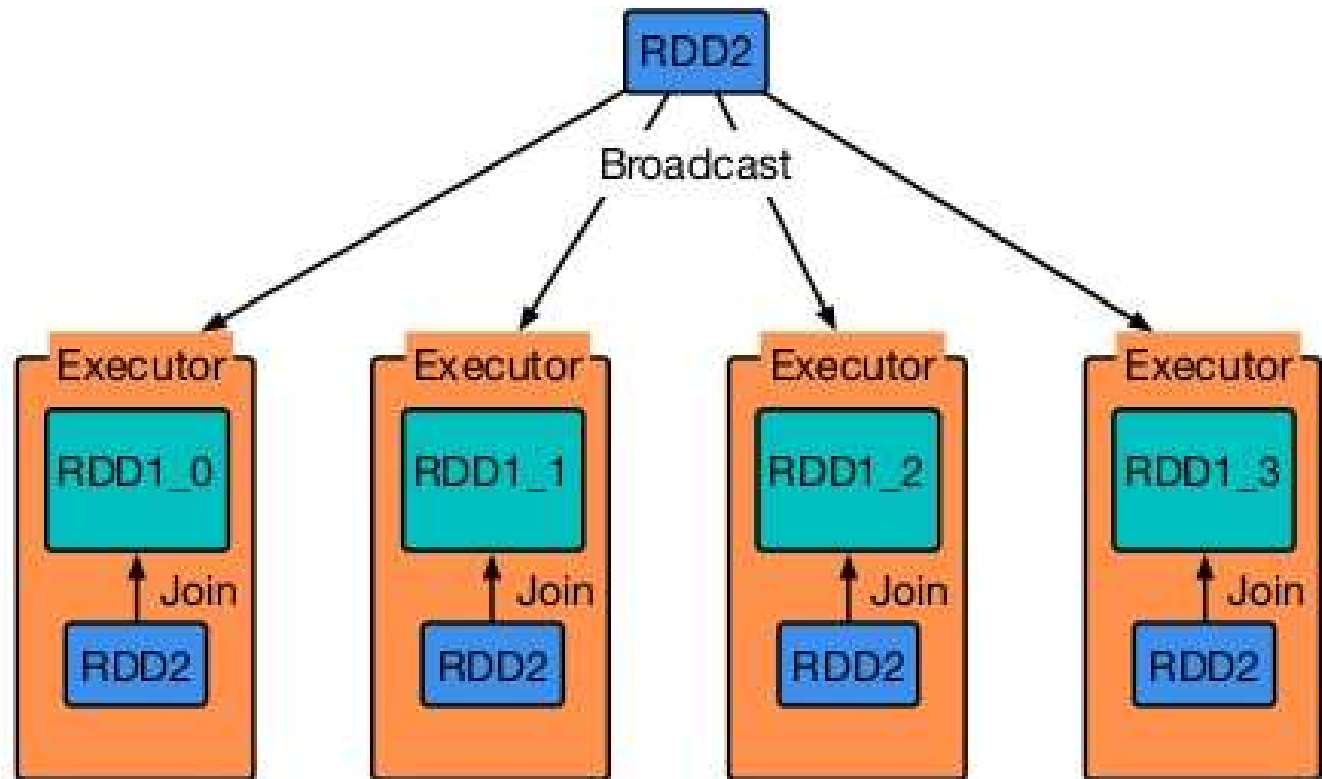 RDD2
Broadcast
Executor
Executor
Executor
Executor
RDD1_0
RDD1_1
RDD1_2
RDD1_3
Join
Join
Join
Join
RDD2
RDD2
RDD2
RDD2